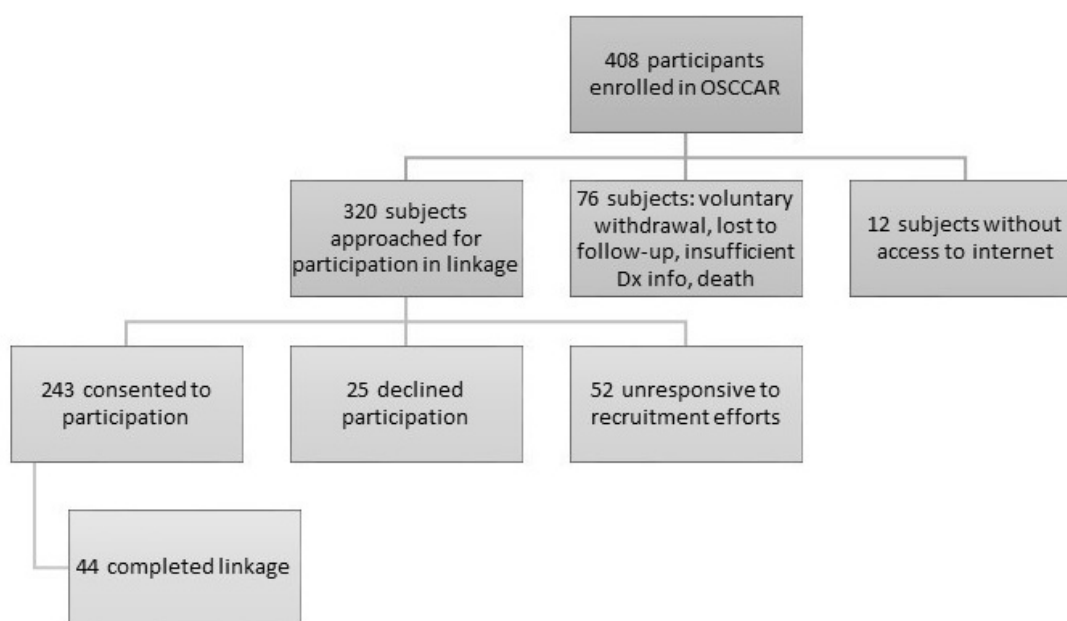 408 participants
enrolled in OSCCAR
320 subjects
approached for
participation in linkage
76 subjects: voluntary
withdrawal, lost to
follow-up, insufficient
Dx info, death
12 subjects without
access to internet
243 consented to
participation
25 declined
participation
52 unresponsive to
recruitment efforts
44 completed linkage